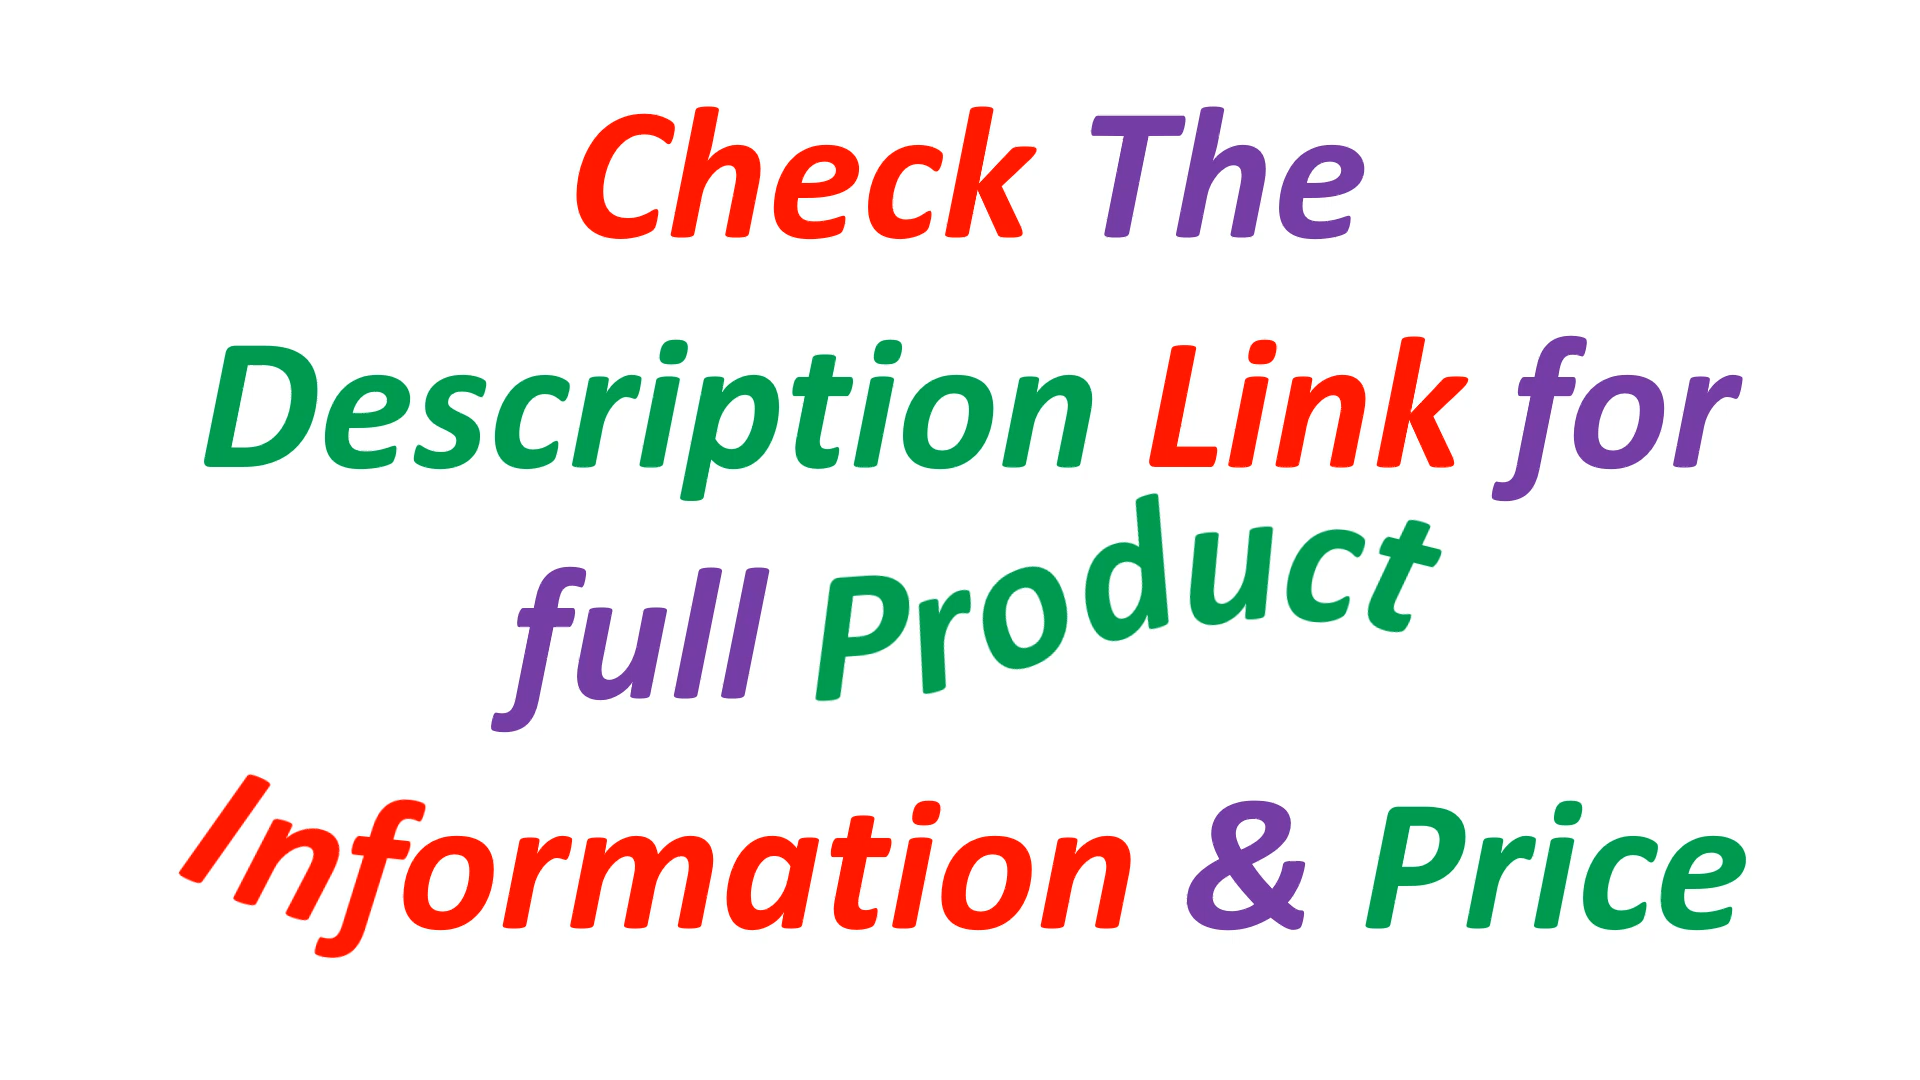 Check The
Description Link for
full Product
Information & Price